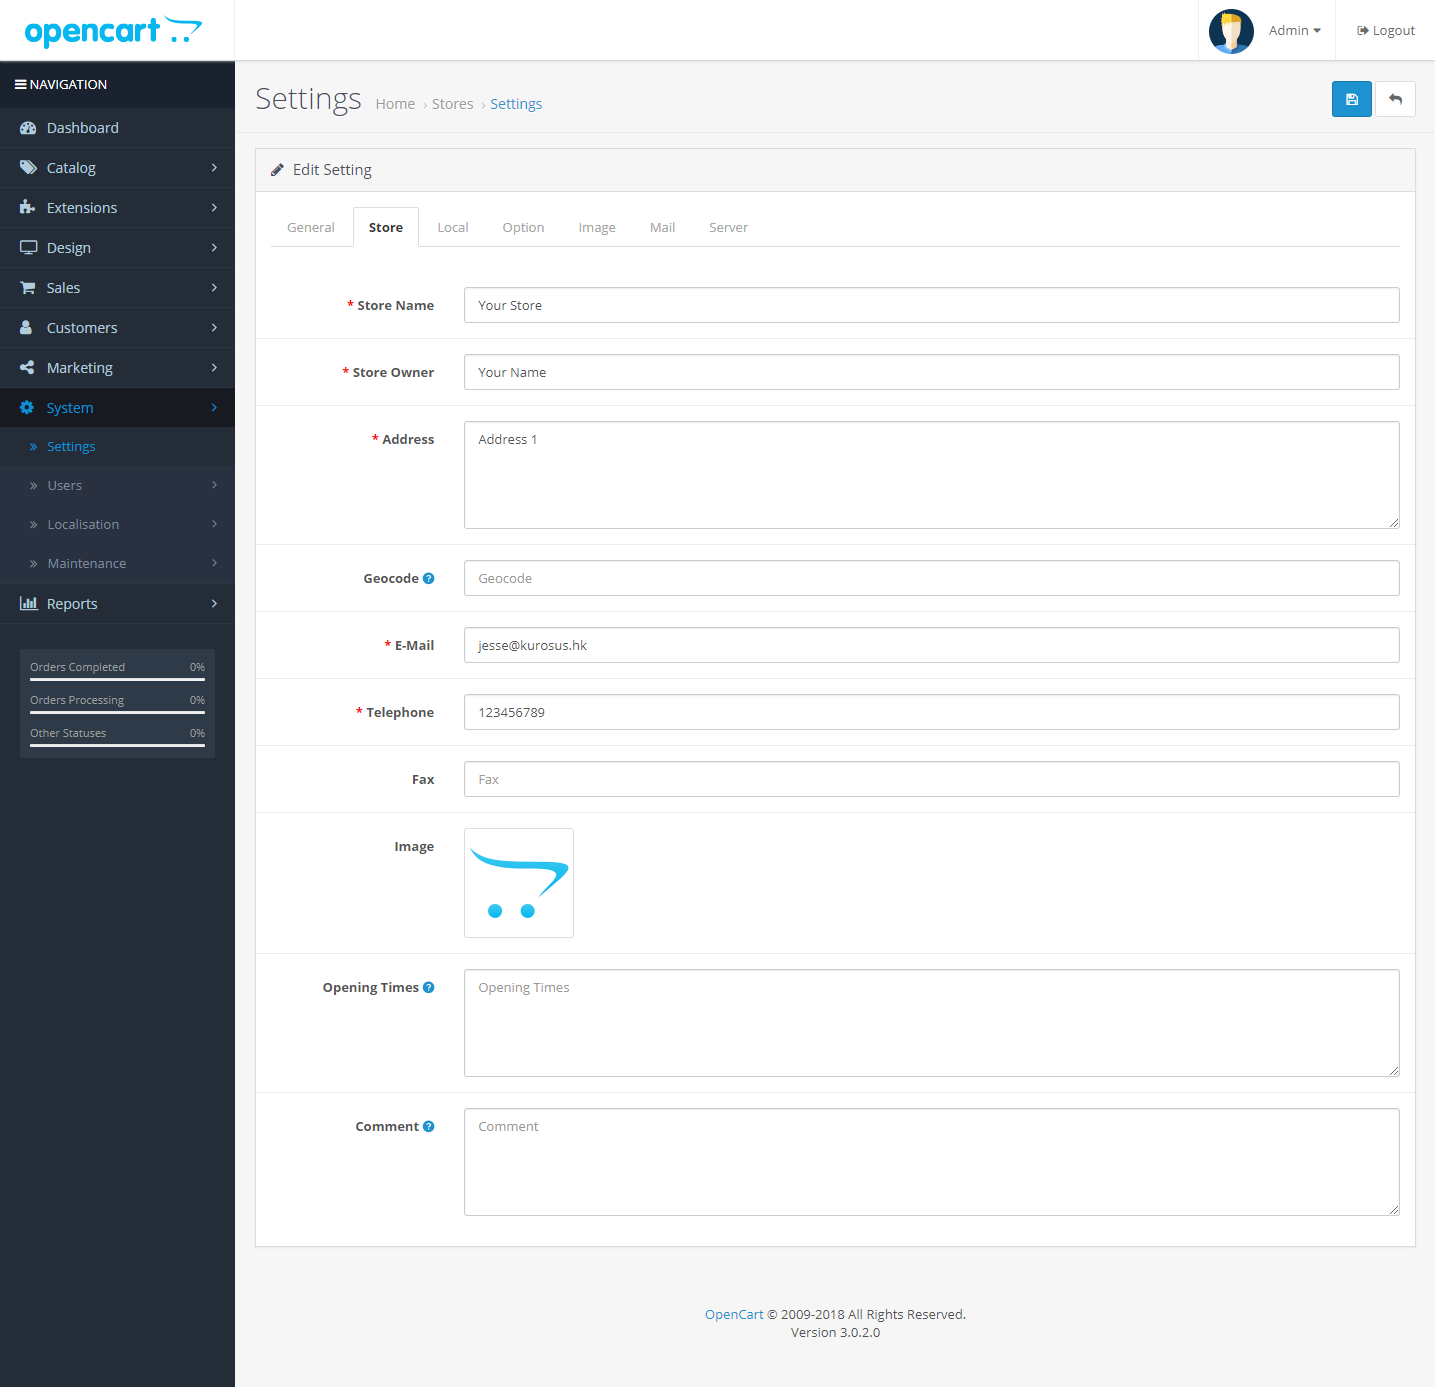 opencart
Admin
Logout
NAVIGATION
Dashboard
Catalog
Extensions
Design
Sales
Customers
Marketing
System
Settings
Users
Localisation
Maintenance
Reports
Orders Completed 0%
Orders Processing 0%
Other Statuses 0%
Settings Home › Stores › Settings
Edit Setting
General Store Local Option Image Mail Server
* Store Name Your Store
* Store Owner Your Name
* Address Address 1
Geocode ? Geocode
* E-Mail jesse@kurosus.hk
* Telephone 123456789
Fax Fax
Image
Opening Times ? Opening Times
Comment ? Comment
OpenCart © 2009-2018 All Rights Reserved.
Version 3.0.2.0